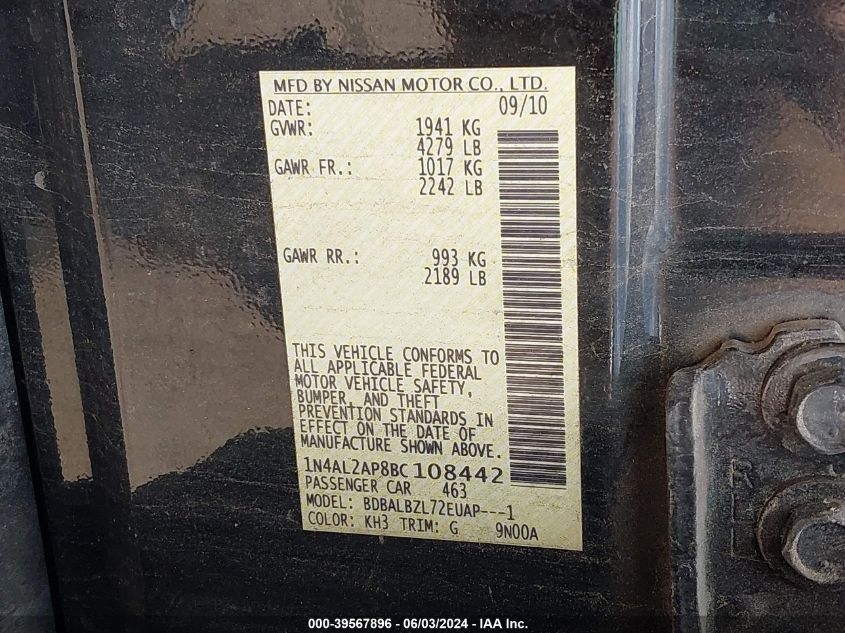 MFD BY NISSAN MOTOR CO., LTD.
DATE: 09/10
GVWR: 1941 KG
4279 LB
GAWR FR.: 1017 KG
2242 LB
GAWR RR.: 993 KG
2189 LB
THIS VEHICLE CONFORMS TO
ALL APPLICABLE FEDERAL
MOTOR VEHICLE SAFETY,
BUMPER, AND THEFT
PREVENTION STANDARDS IN
EFFECT ON THE DATE OF
MANUFACTURE SHOWN ABOVE.
1N4AL2AP8BC108442
PASSENGER CAR 463
MODEL: BDBALBZL72EUAP---1
COLOR: KH3 TRIM: G 9N00A
000-39567896 - 06/03/2024 - IAA Inc.